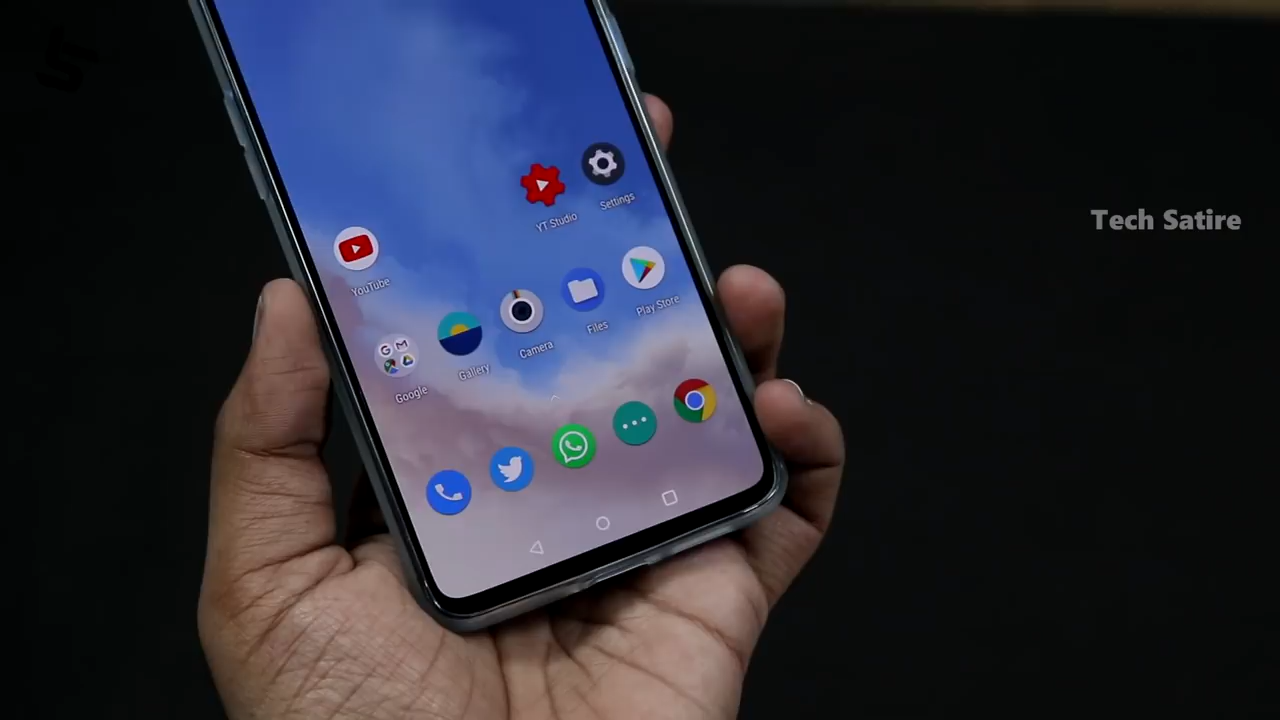 Tech Satire
YT Studio
Settings
YouTube
Play Store
Files
Camera
Gallery
Google